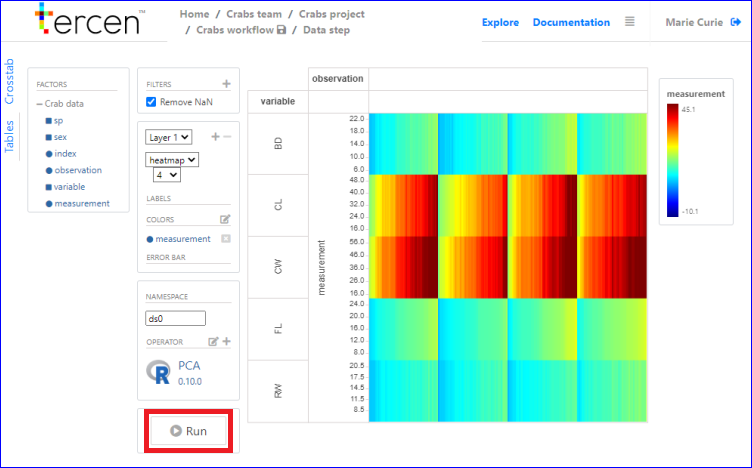 tercen™
Home / Crabs team / Crabs project
/ Crabs workflow / Data step
Explore Documentation
Marie Curie
Crosstab
Tables
FACTORS
Crab data
sp
sex
index
observation
variable
measurement
FILTERS
Remove NaN
Layer 1
heatmap
4
LABELS
COLORS
measurement
ERROR BAR
NAMESPACE
ds0
OPERATOR
R
PCA
0.10.0
Run
observation
variable
measurement
BD
22.0
18.0
14.0
10.0
6.0
CL
48.0
40.0
32.0
24.0
16.0
CW
56.0
46.0
36.0
26.0
16.0
FL
24.0
20.0
16.0
12.0
8.0
RW
20.5
17.5
14.5
11.5
8.5
measurement
45.1
-10.1